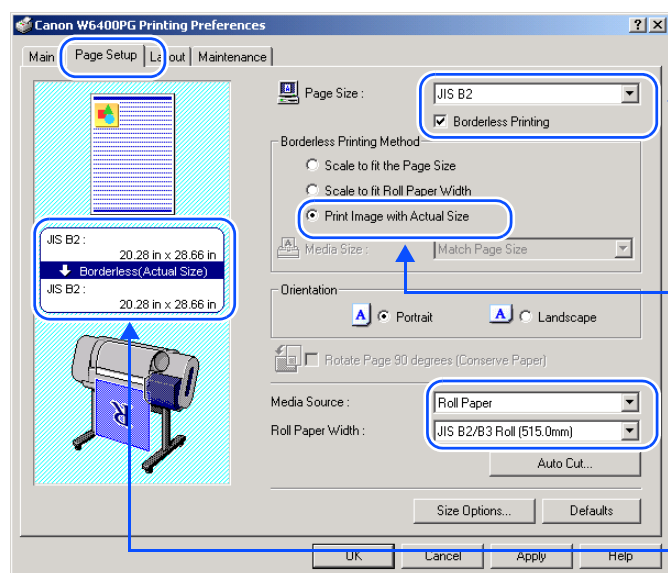 Canon W6400PG Printing Preferences
Main Page Setup Layout Maintenance
Page Size : JIS B2
Borderless Printing
Borderless Printing Method
Scale to fit the Page Size
Scale to fit Roll Paper Width
Print Image with Actual Size
Media Size : Match Page Size
JIS B2 :
20.28 in x 28.66 in
Borderless(Actual Size)
JIS B2 :
20.28 in x 28.66 in
Orientation
A Portrait A Landscape
Rotate Page 90 degrees (Conserve Paper)
Media Source : Roll Paper
Roll Paper Width : JIS B2/B3 Roll (515.0mm)
Auto Cut...
Size Options... Defaults
OK Cancel Apply Help